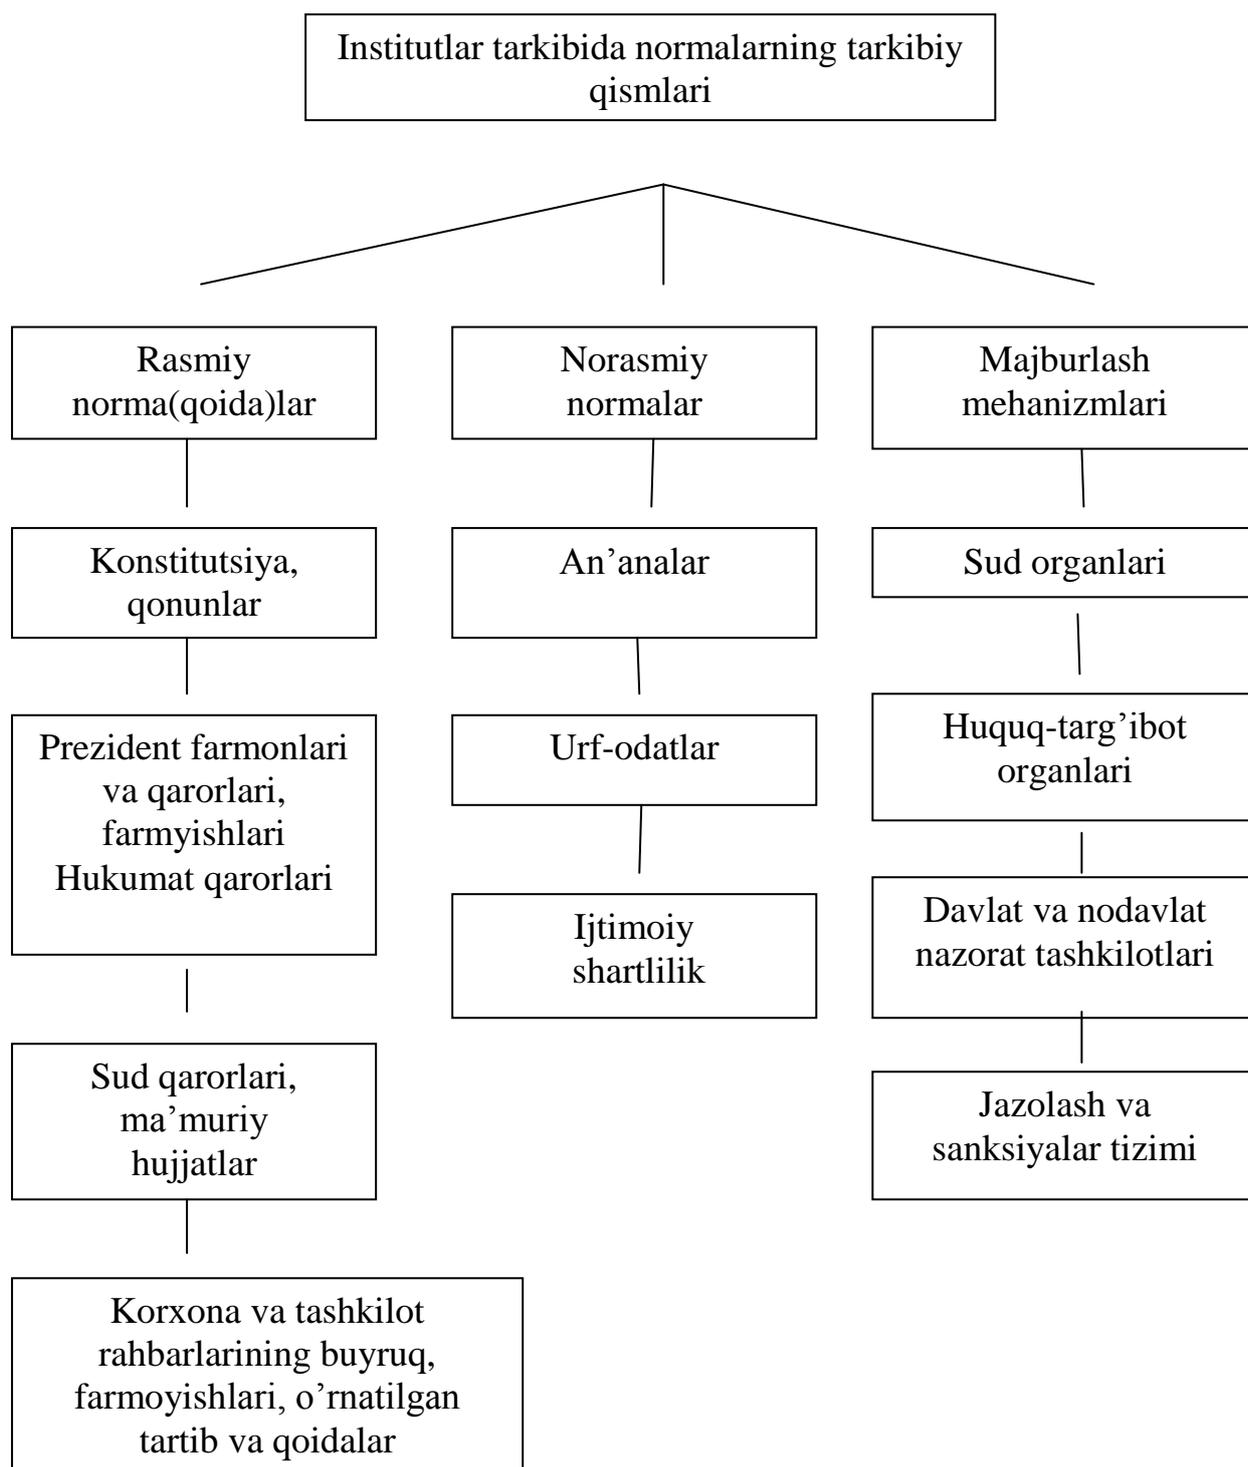 Institutlar tarkibida normalarning tarkibiy
qismlari
Rasmiy
norma(qoida)lar
Norasmiy
normalar
Majburlash
mehanizmlari
Konstitutsiya,
qonunlar
An’analar
Sud organlari
Prezident farmonlari
va qarorlari,
farmyishlari
Hukumat qarorlari
Urf-odatlar
Huquq-targ’ibot
organlari
Ijtimoiy
shartlilik
Davlat va nodavlat
nazorat tashkilotlari
Sud qarorlari,
ma’muriy
hujjatlar
Jazolash va
sanksiyalar tizimi
Korxona va tashkilot
rahbarlarining buyruq,
farmoyishlari, o’rnatilgan
tartib va qoidalar